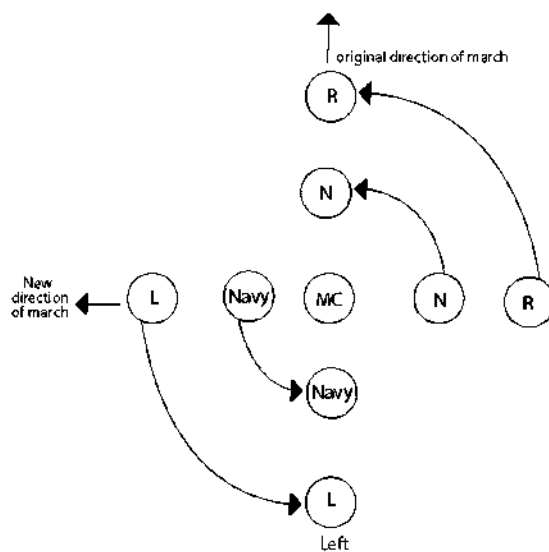 original direction of march
R
N
New
direction
of march
L
Navy
MC
N
R
Navy
L
Left